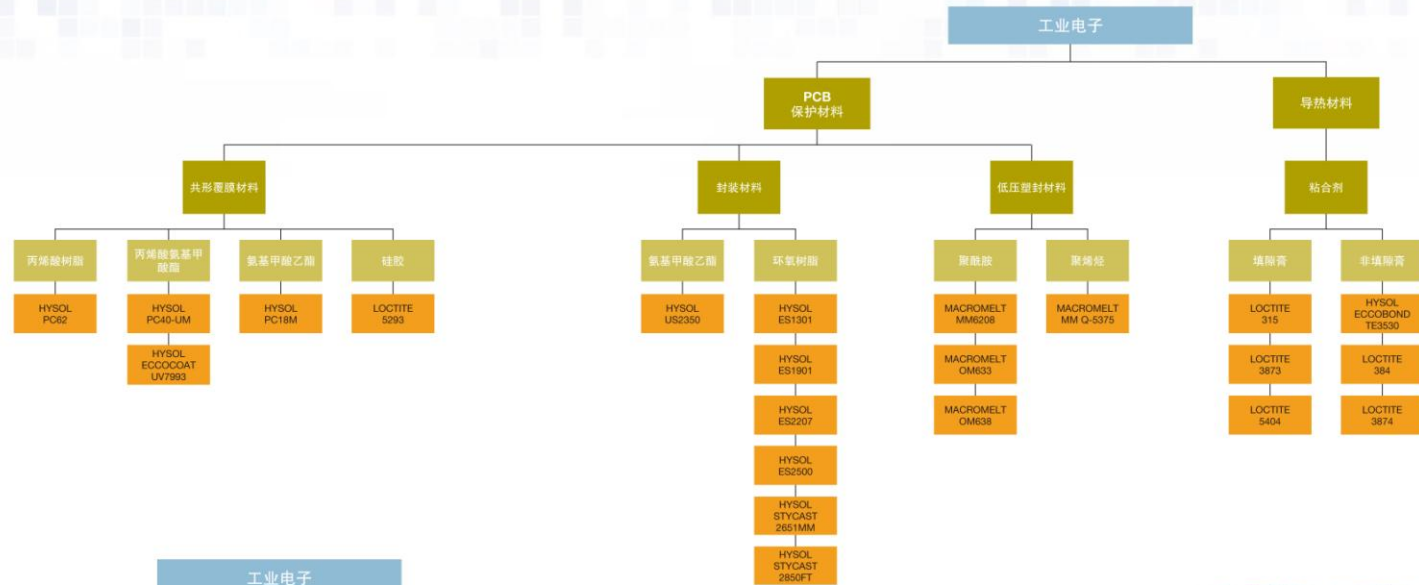 工业电子
PCB
保护材料
导热材料
共形覆膜材料
封装材料
低压塑封材料
粘合剂
丙烯酸树脂
丙烯酸氨基甲
酸酯
氨基甲酸乙酯
硅胶
氨基甲酸乙酯
环氧树脂
聚酰胺
聚烯烃
填隙膏
非填隙膏
HYSOL
PC62
HYSOL
PC40-UM
HYSOL
PC18M
LOCTITE
5293
HYSOL
US2350
HYSOL
ES1301
MACROMELT
MM6208
MACROMELT
MM Q-5375
LOCTITE
315
HYSOL
ECCOBOND
TE3530
HYSOL
ECCOCOAT
UV7993
HYSOL
ES1901
MACROMELT
OM633
LOCTITE
3873
LOCTITE
384
HYSOL
ES2207
MACROMELT
OM638
LOCTITE
5404
LOCTITE
3874
HYSOL
ES2500
HYSOL
STYCAST
2651MM
HYSOL
STYCAST
2850FT
工业电子